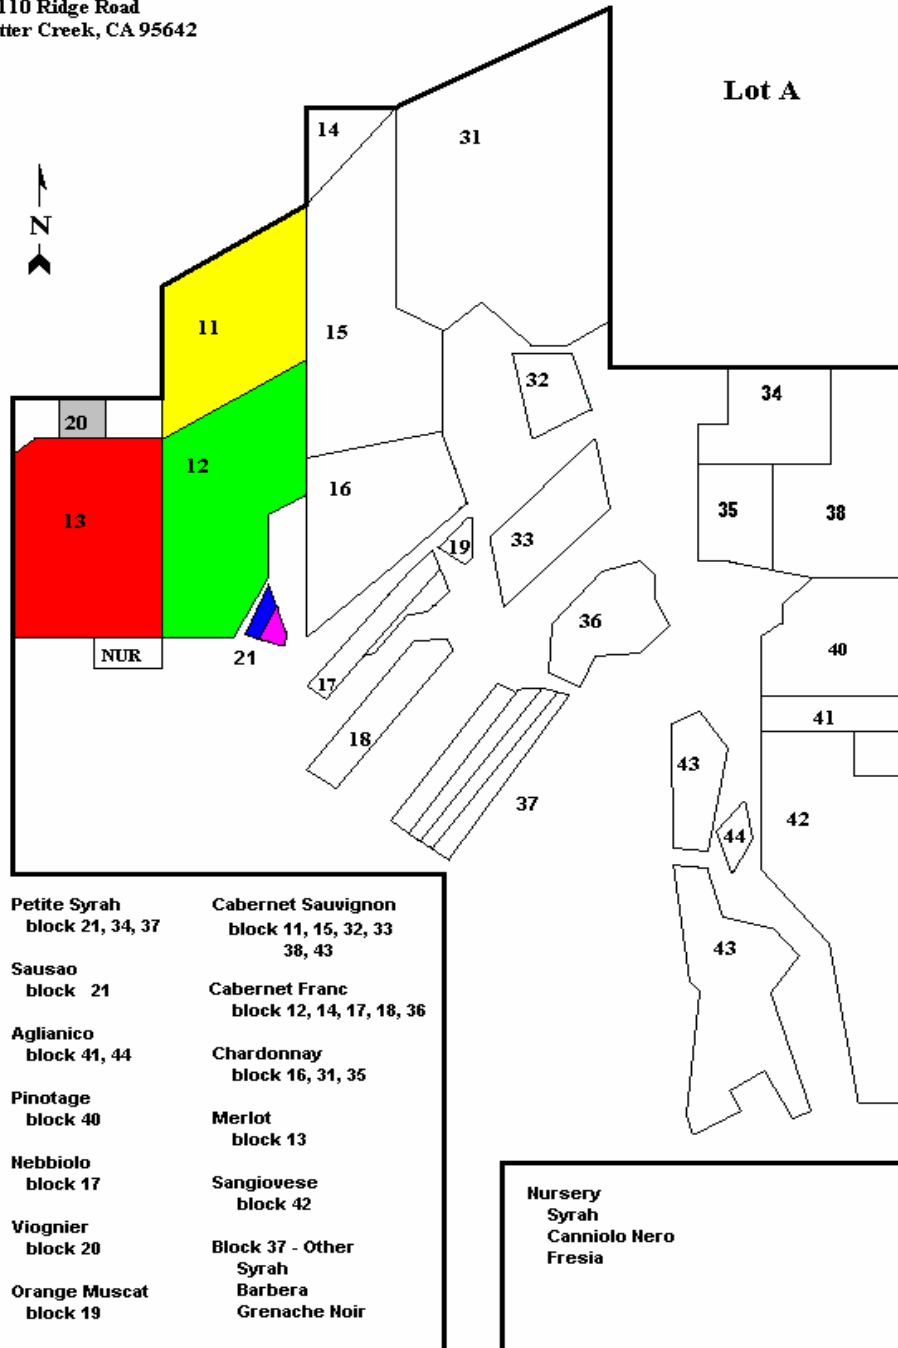 110 Ridge Road
tter Creek, CA 95642
Lot A
14
31
N
11
15
32
34
20
12
16
35
38
13
19
33
36
40
NUR
21
17
41
18
43
37
42
44
43
Petite Syrah
block 21, 34, 37
Sausao
block 21
Aglianico
block 41, 44
Pinotage
block 40
Nebbiolo
block 17
Viognier
block 20
Orange Muscat
block 19
Cabernet Sauvignon
block 11, 15, 32, 33
38, 43
Cabernet Franc
block 12, 14, 17, 18, 36
Chardonnay
block 16, 31, 35
Merlot
block 13
Sangiovese
block 42
Block 37 - Other
Syrah
Barbera
Grenache Noir
Nursery
Syrah
Canniolo Nero
Fresia